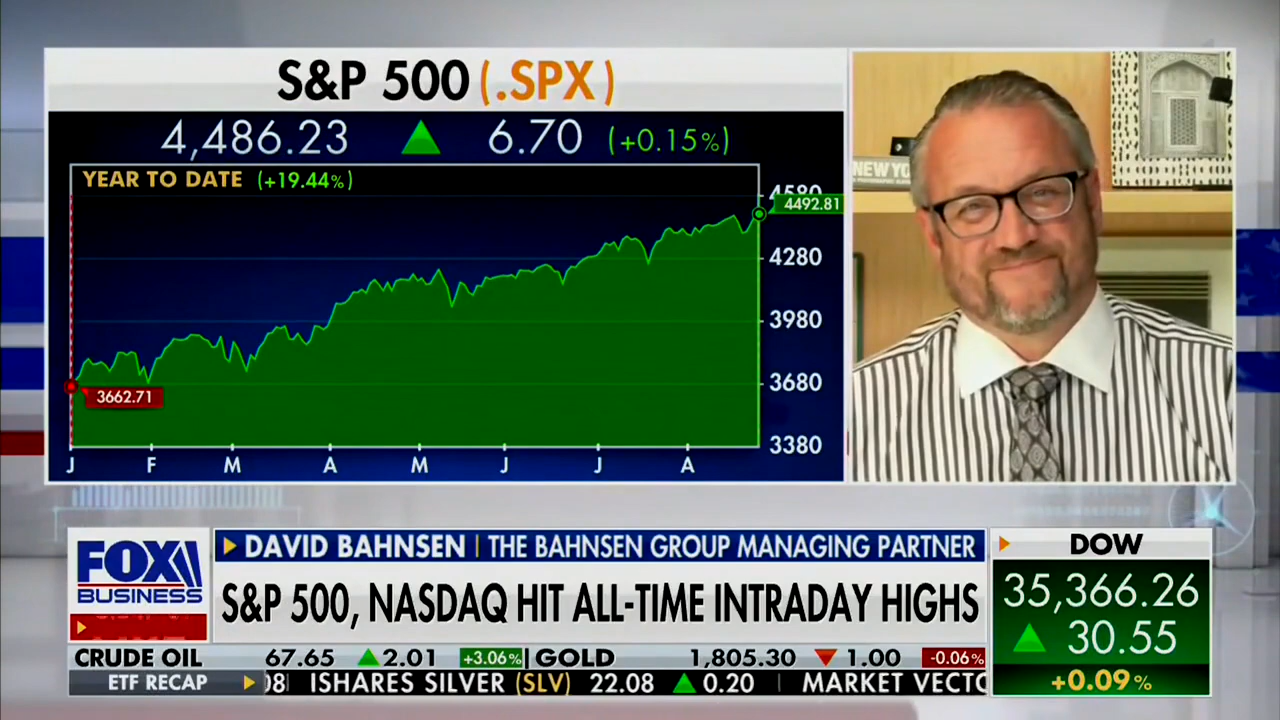 S&P 500 (.SPX)
4,486.23 ▲ 6.70 (+0.15%)
YEAR TO DATE (+19.44%)
4580
4492.81
4280
3980
3680
3662.71
3380
J F M A M J J A
NEW YO
FOX
BUSINESS
DAVID BAHNSEN | THE BAHNSEN GROUP MANAGING PARTNER
S&P 500, NASDAQ HIT ALL-TIME INTRADAY HIGHS
DOW
35,366.26
▲ 30.55
+0.09%
CRUDE OIL 67.65 ▲ 2.01 +3.06% GOLD 1,805.30 ▼ 1.00 -0.06%
ETF RECAP 08 | ISHARES SILVER (SLV) 22.08 ▲ 0.20 | MARKET VECTO